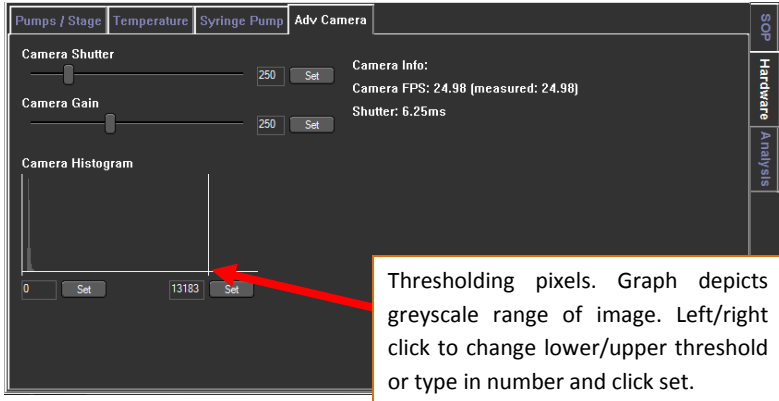 Pumps / Stage Temperature Syringe Pump Adv Camera
Camera Shutter
250 Set
Camera Gain
250 Set
Camera Info:
Camera FPS: 24.98 (measured: 24.98)
Shutter: 6.25ms
Camera Histogram
0 Set 13183 Set
SOP
Hardware
Analysis
Thresholding pixels. Graph depicts
greyscale range of image. Left/right
click to change lower/upper threshold
or type in number and click set.